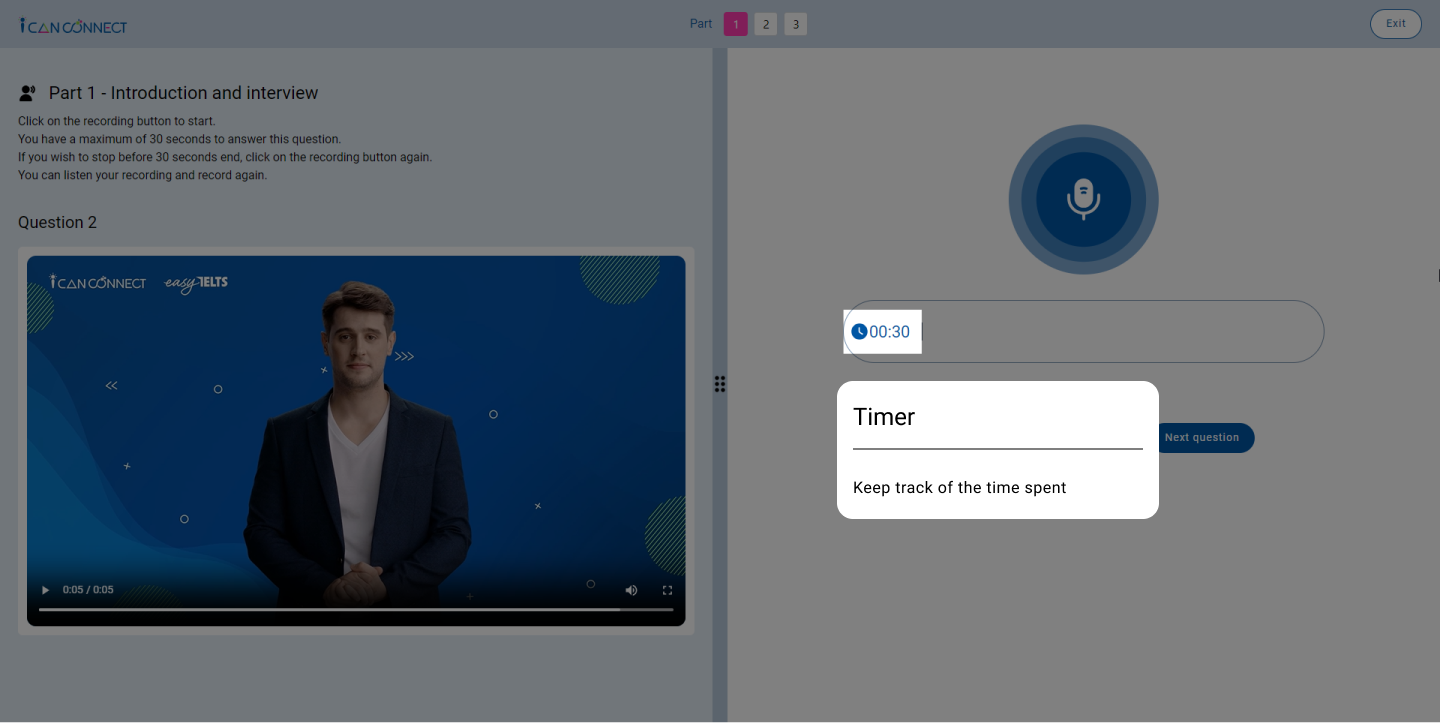 i CAN CONNECT
Part 1 2 3
Exit
Part 1 - Introduction and interview
Click on the recording button to start.
You have a maximum of 30 seconds to answer this question.
If you wish to stop before 30 seconds end, click on the recording button again.
You can listen your recording and record again.
Question 2
i CAN CONNECT easy IELTS
0:05 / 0:05
00:30
Timer
Keep track of the time spent
Next question